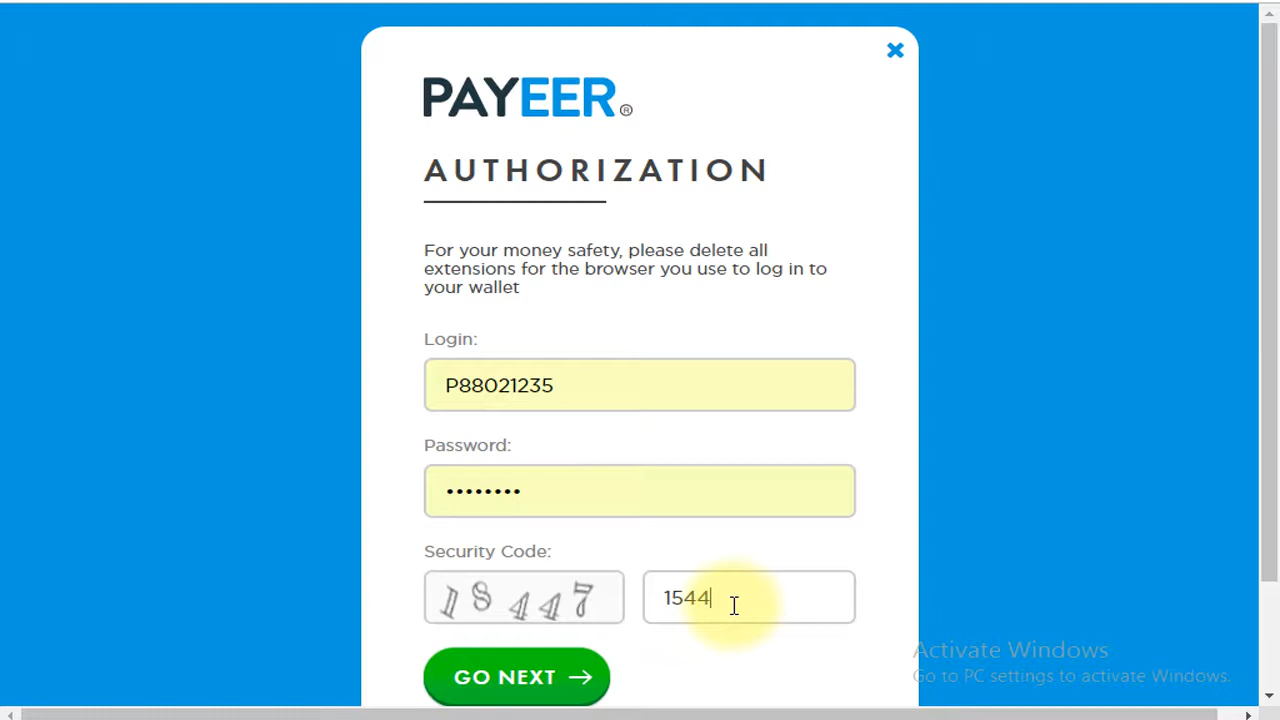 PAYEER®
AUTHORIZATION
For your money safety, please delete all
extensions for the browser you use to log in to
your wallet
Login:
P88021235
Password:
••••••••
Security Code:
1544
GO NEXT →
Activate Windows
Go to PC settings to activate Windows.